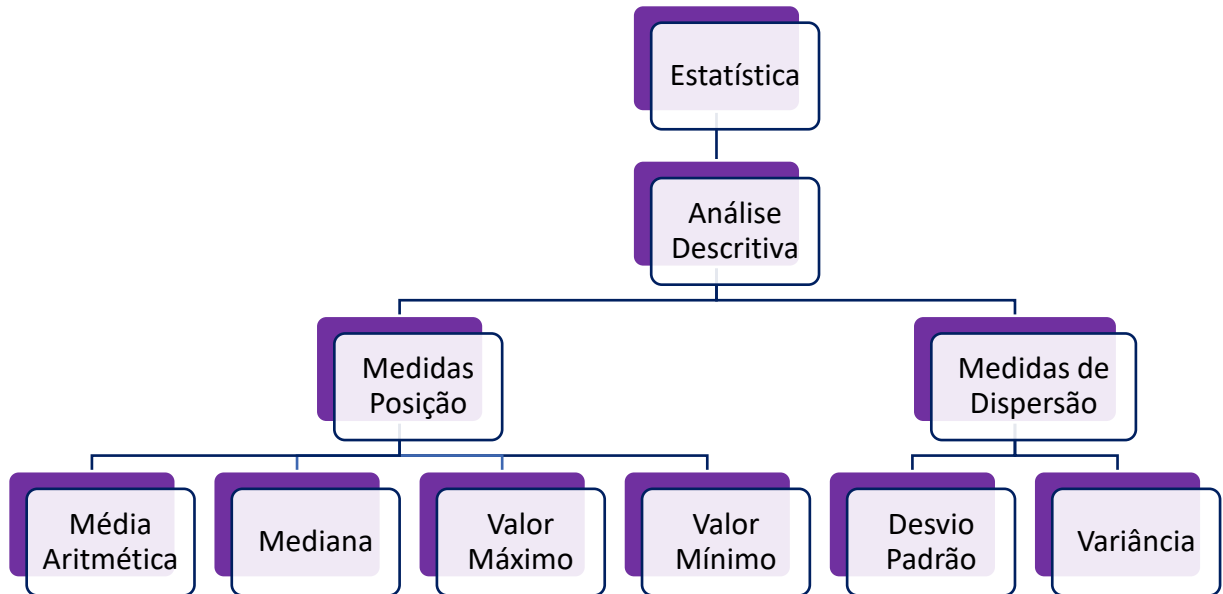 Estatística
Análise
Descritiva
Medidas
Posição
Medidas de
Dispersão
Média
Aritmética
Mediana
Valor
Máximo
Valor
Mínimo
Desvio
Padrão
Variância